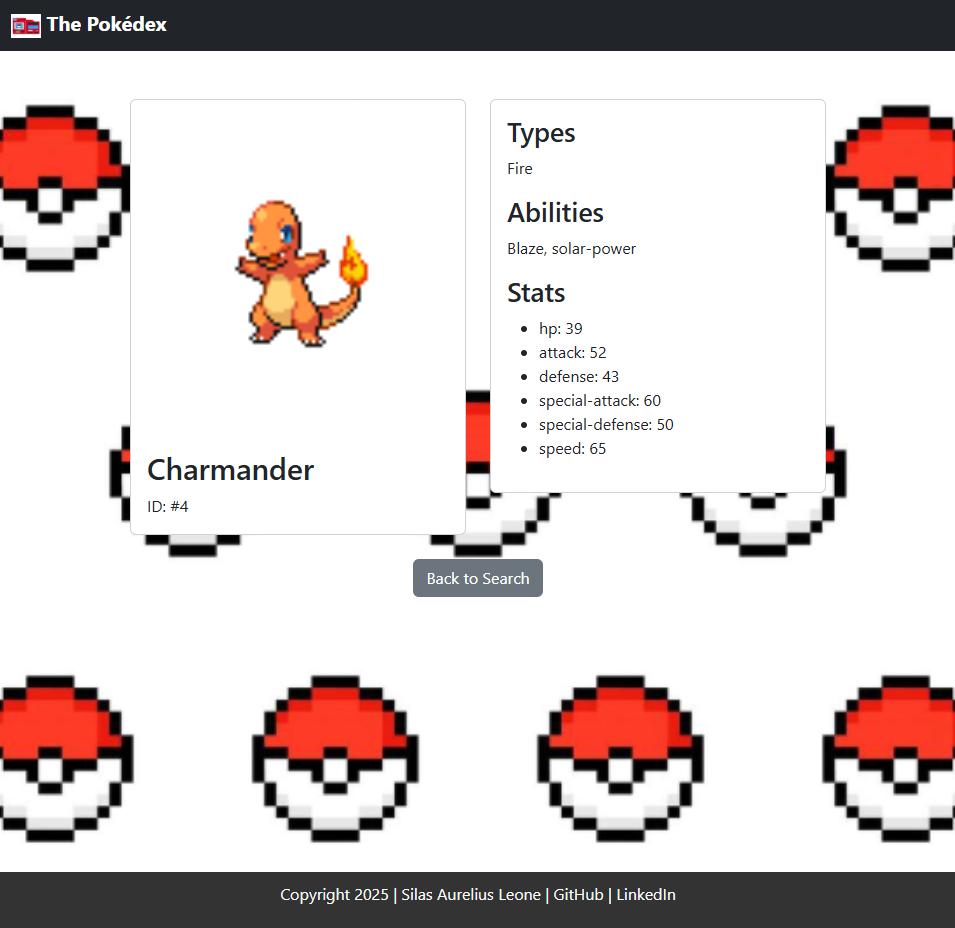 The Pokédex
Charmander
ID: #4
Types
Fire
Abilities
Blaze, solar-power
Stats
hp: 39
attack: 52
defense: 43
special-attack: 60
special-defense: 50
speed: 65
Back to Search
Copyright 2025 | Silas Aurelius Leone | GitHub | LinkedIn